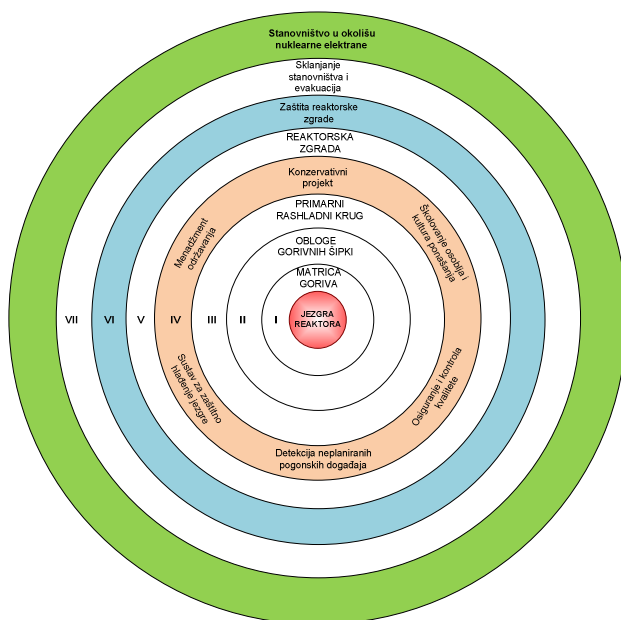 Stanovništvo u okolišu
nuklearne elektrane
Sklanjanje
stanovništva i
evakuacija
Zaštita reaktorske
zgrade
REAKTORSKA
ZGRADA
Konzervativni
projekt
PRIMARNI
RASHLADNI KRUG
OBLOGE
GORIVNIH ŠIPKI
MATRICA
GORIVA
JEZGRA
REAKTORA
Menadžment
održavanja
Školovanje osoblja i
kultura ponašanja
VII
VI
V
IV
III
II
I
Sustav za zaštitno
hlađenje jezgre
Osiguranje i kontrola
kvalitete
Detekcija neplaniranih
pogonskih događaja